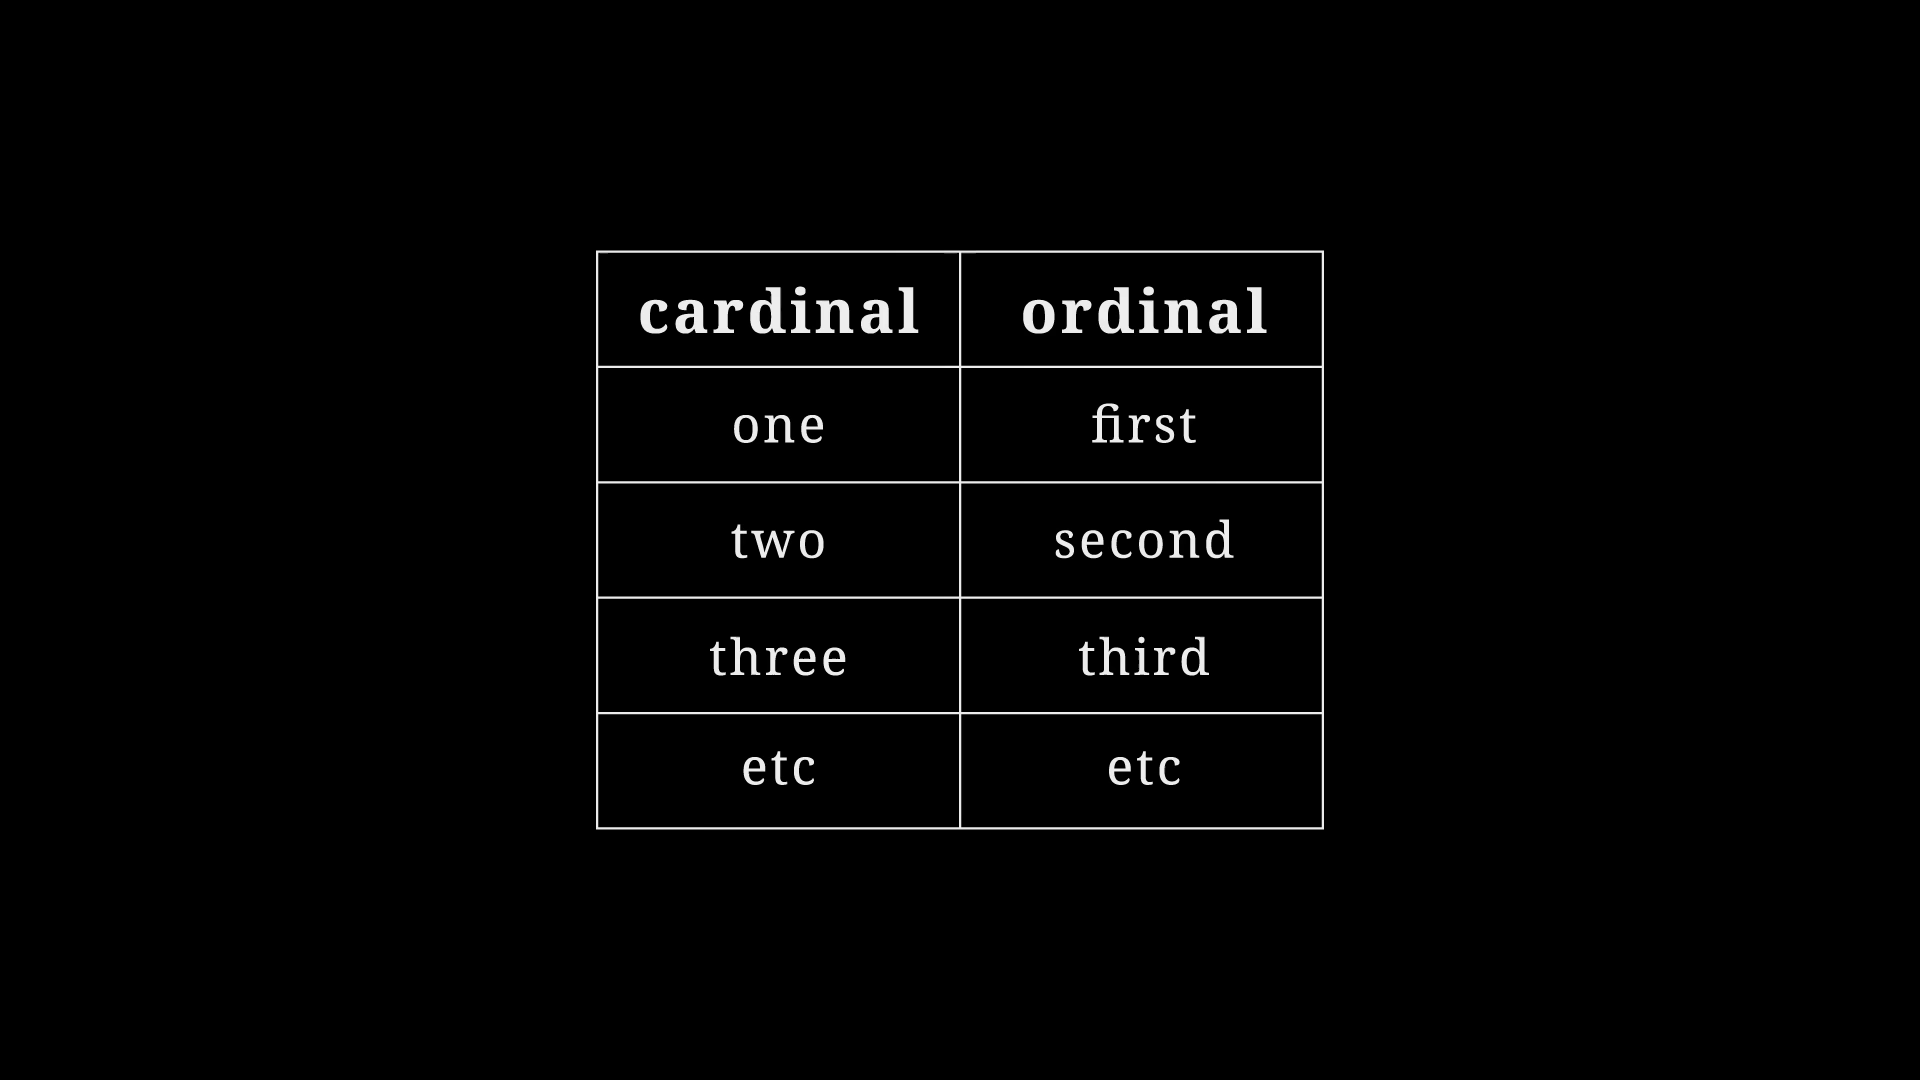 cardinal ordinal
one first
two second
three third
etc etc